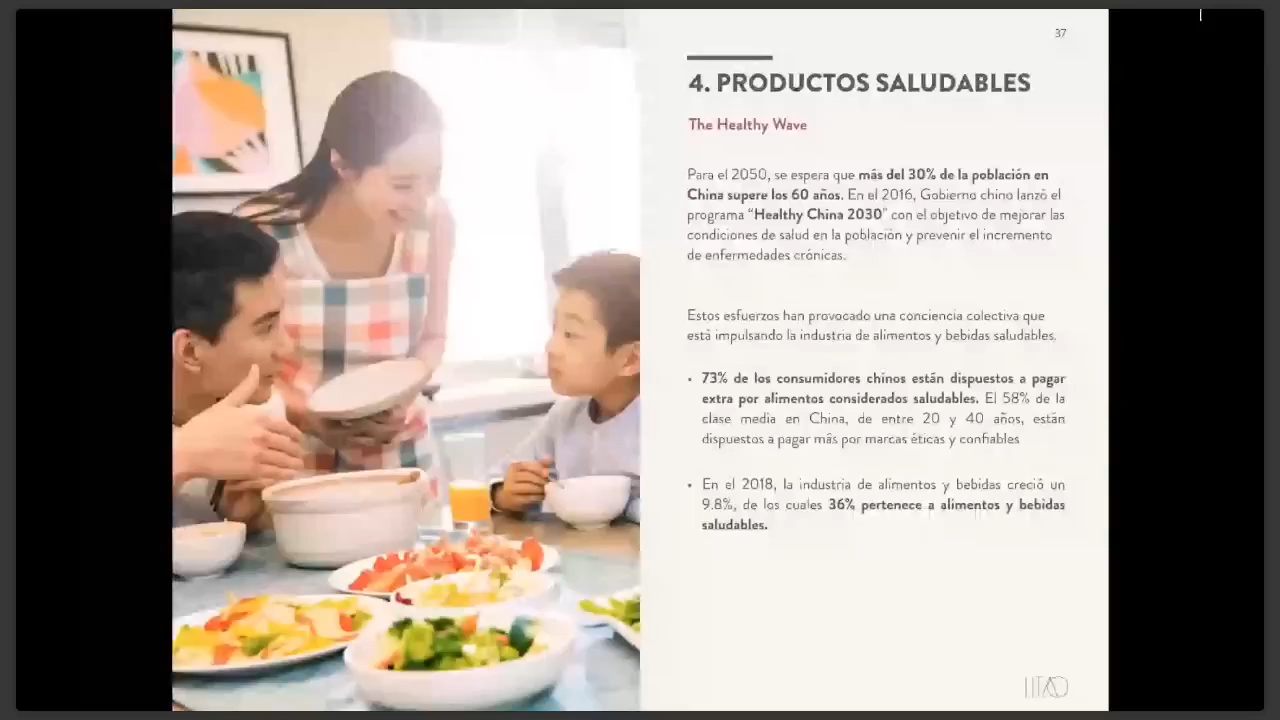 37
4. PRODUCTOS SALUDABLES
The Healthy Wave
Para el 2050, se espera que más del 30% de la población en
China supere los 60 años. En el 2016, Gobierno chino lanzó el
programa “Healthy China 2030” con el objetivo de mejorar las
condiciones de salud en la población y prevenir el incremento
de enfermedades crónicas.
Estos esfuerzos han provocado una conciencia colectiva que
está impulsando la industria de alimentos y bebidas saludables.
• 73% de los consumidores chinos están dispuestos a pagar
extra por alimentos considerados saludables. El 58% de la
clase media en China, de entre 20 y 40 años, están
dispuestos a pagar más por marcas éticas y confiables
• En el 2018, la industria de alimentos y bebidas creció un
9.8%, de los cuales 36% pertenece a alimentos y bebidas
saludables.